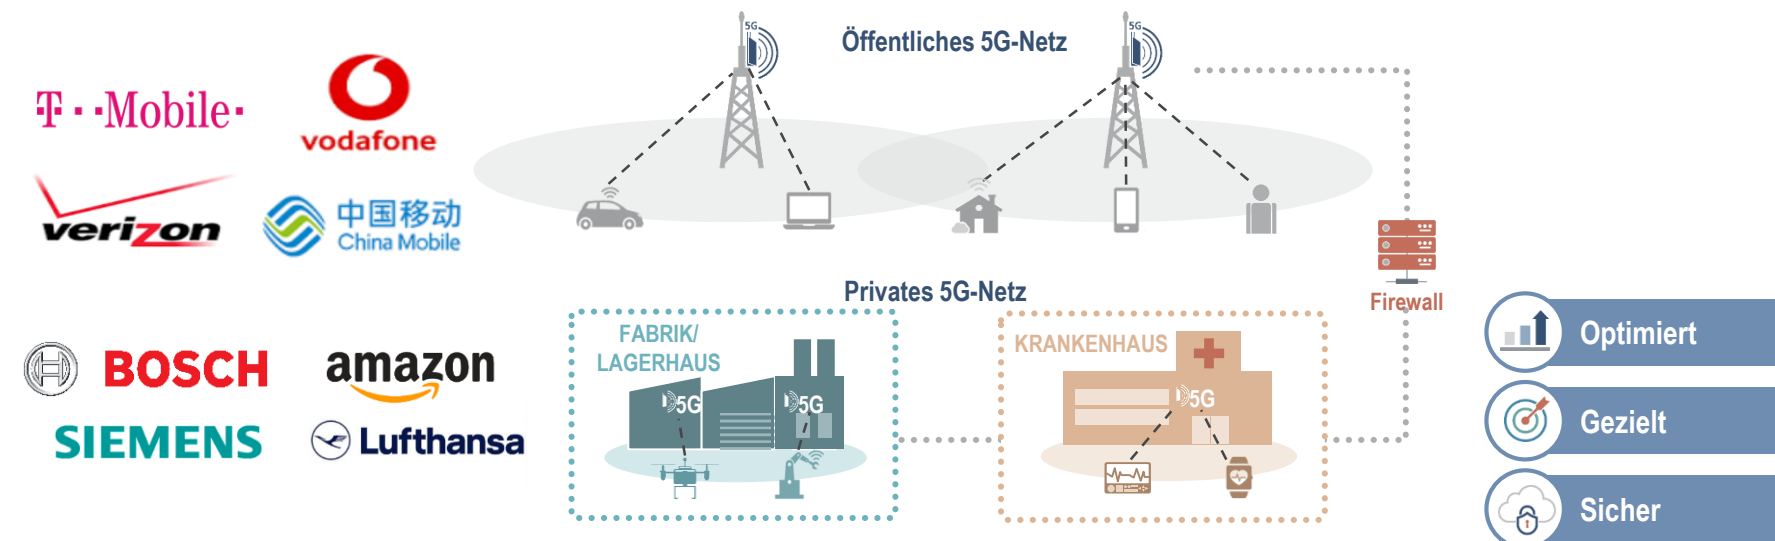 T··Mobile·
vodafone
verizon
中国移动
China Mobile
Öffentliches 5G-Netz
5G
5G
Firewall
Privates 5G-Netz
BOSCH
amazon
SIEMENS
Lufthansa
FABRIK/
LAGERHAUS
5G
5G
KRANKENHAUS
5G
Optimiert
Gezielt
Sicher